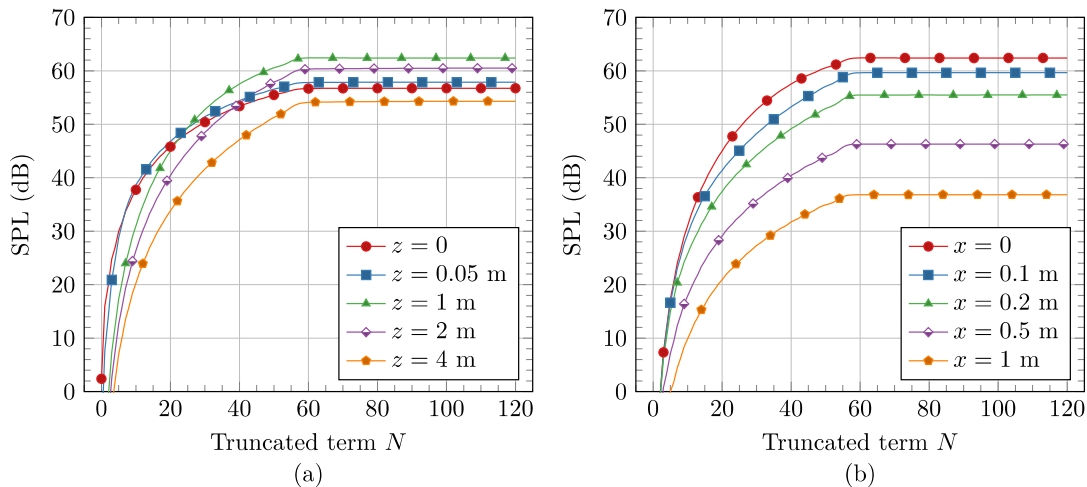 70
60
50
40
30
20
10
0
SPL (dB)
0 20 40 60 80 100 120
Truncated term N
z = 0
z = 0.05 m
z = 1 m
z = 2 m
z = 4 m
(a)
70
60
50
40
30
20
10
0
SPL (dB)
0 20 40 60 80 100 120
Truncated term N
x = 0
x = 0.1 m
x = 0.2 m
x = 0.5 m
x = 1 m
(b)